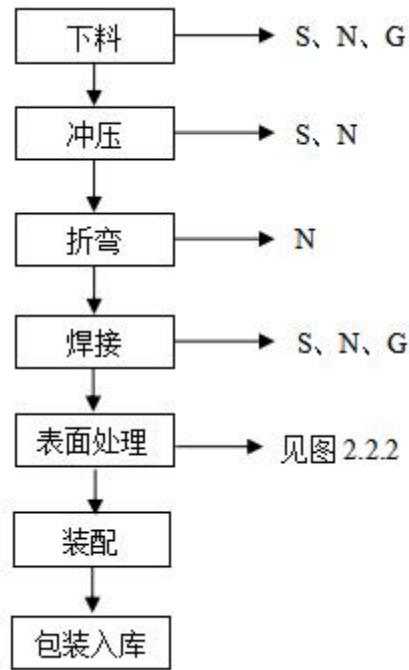 下料 S、N、G
冲压 S、N
折弯 N
焊接 S、N、G
表面处理 见图 2.2.2
装配
包装入库